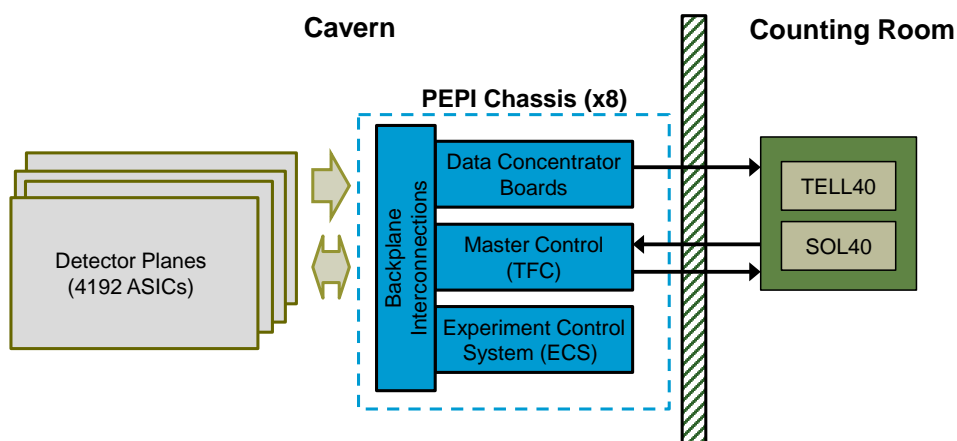 Cavern
Counting Room
PEPI Chassis (x8)
Detector Planes
(4192 ASICs)
Backplane
Interconnections
Data Concentrator
Boards
Master Control
(TFC)
Experiment Control
System (ECS)
TELL40
SOL40